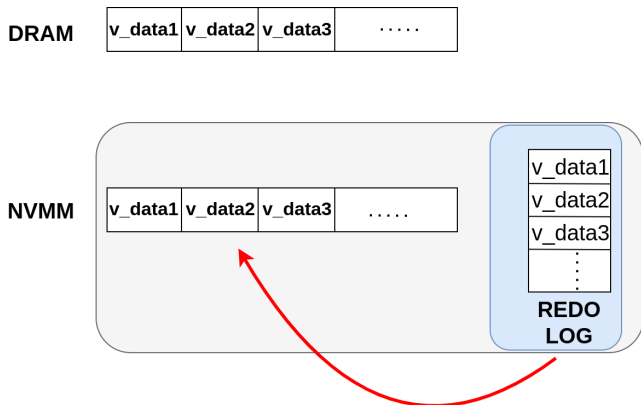 DRAM
v_data1 v_data2 v_data3 .....
NVMM
v_data1 v_data2 v_data3 .....
v_data1
v_data2
v_data3
......
REDO
LOG